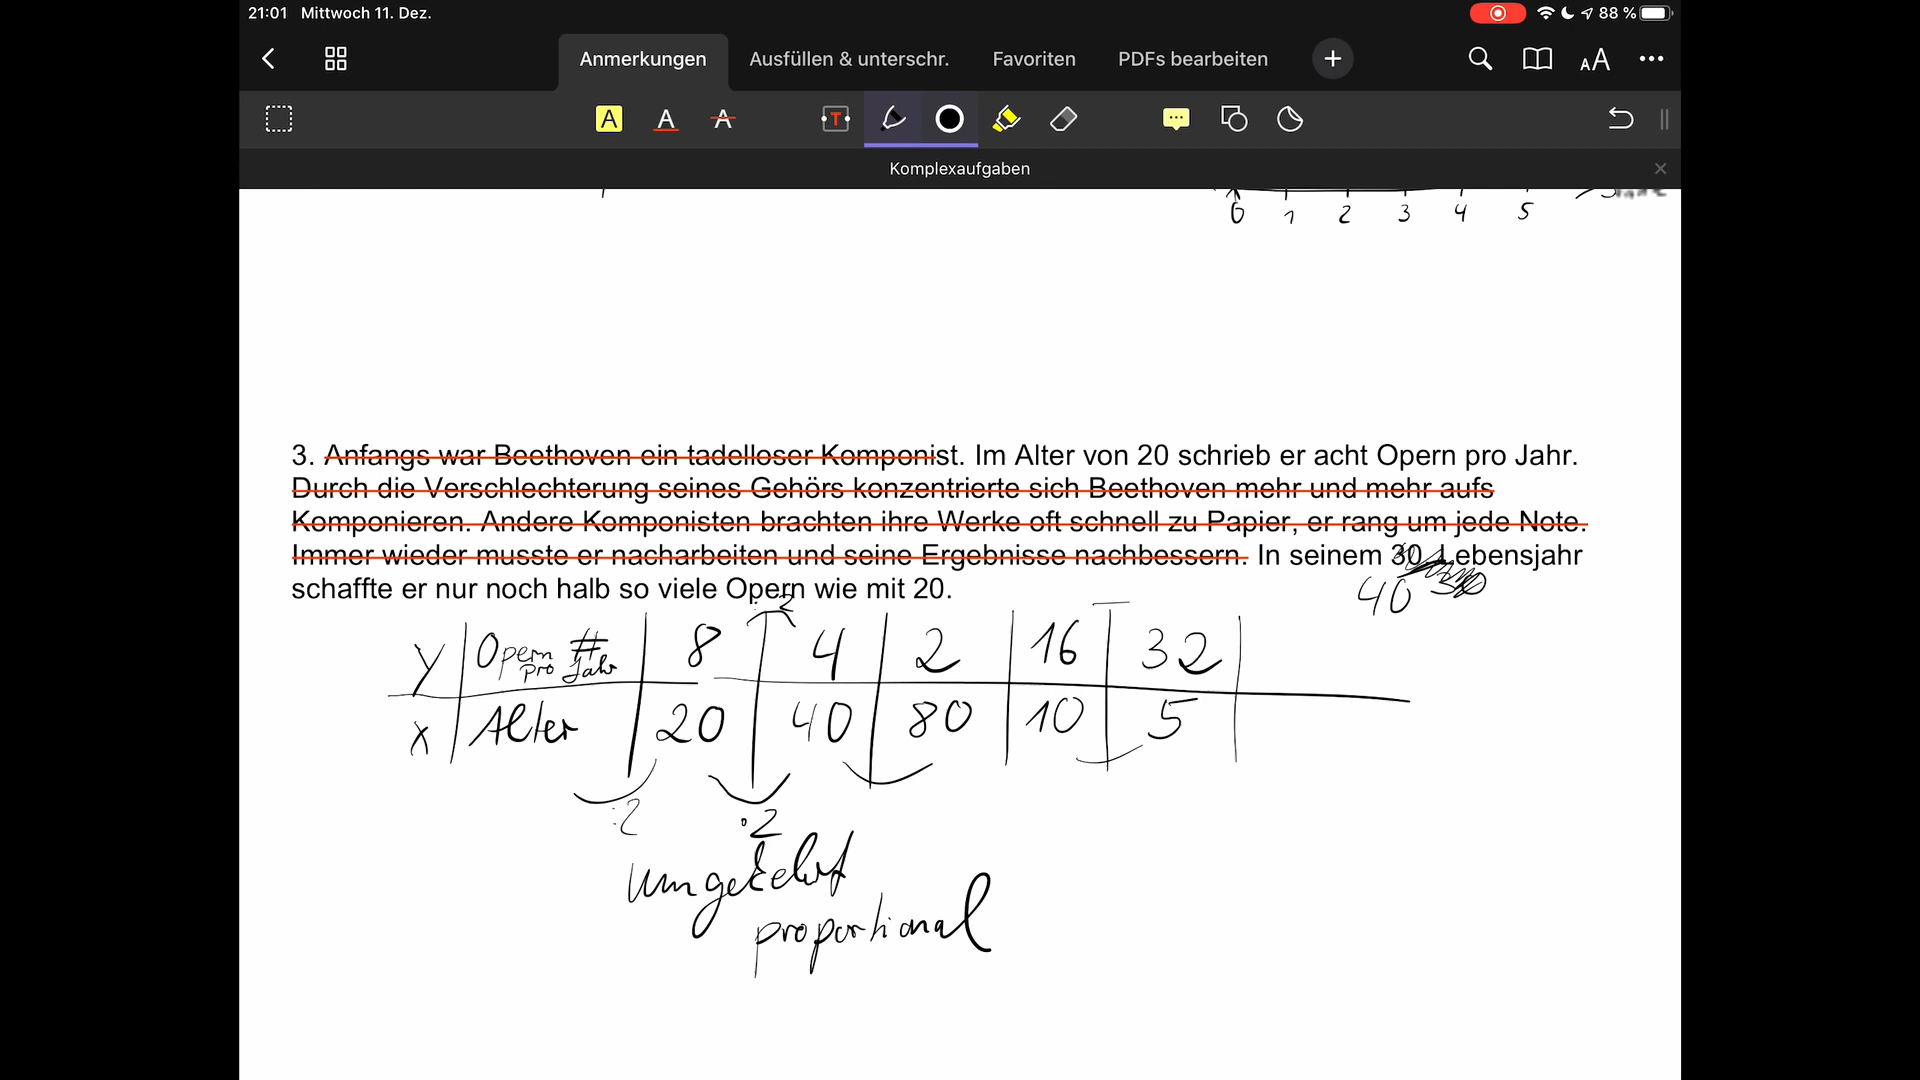 21:01 Mittwoch 11. Dez.
88 %
Anmerkungen Ausfüllen & unterschr. Favoriten PDFs bearbeiten
Komplexaufgaben
0 1 2 3 4 5
3. Anfangs war Beethoven ein tadelloser Komponist. Im Alter von 20 schrieb er acht Opern pro Jahr.
Durch die Verschlechterung seines Gehörs konzentrierte sich Beethoven mehr und mehr aufs
Komponieren. Andere Komponisten brachten ihre Werke oft schnell zu Papier, er rang um jede Note.
Immer wieder musste er nacharbeiten und seine Ergebnisse nachbessern. In seinem 30. Lebensjahr
40
schaffte er nur noch halb so viele Opern wie mit 20.
:2
y Opern # pro Jahr 8 4 2 16 32
x Alter 20 40 80 10 5
:2 ·2
umgekehrt
proportional